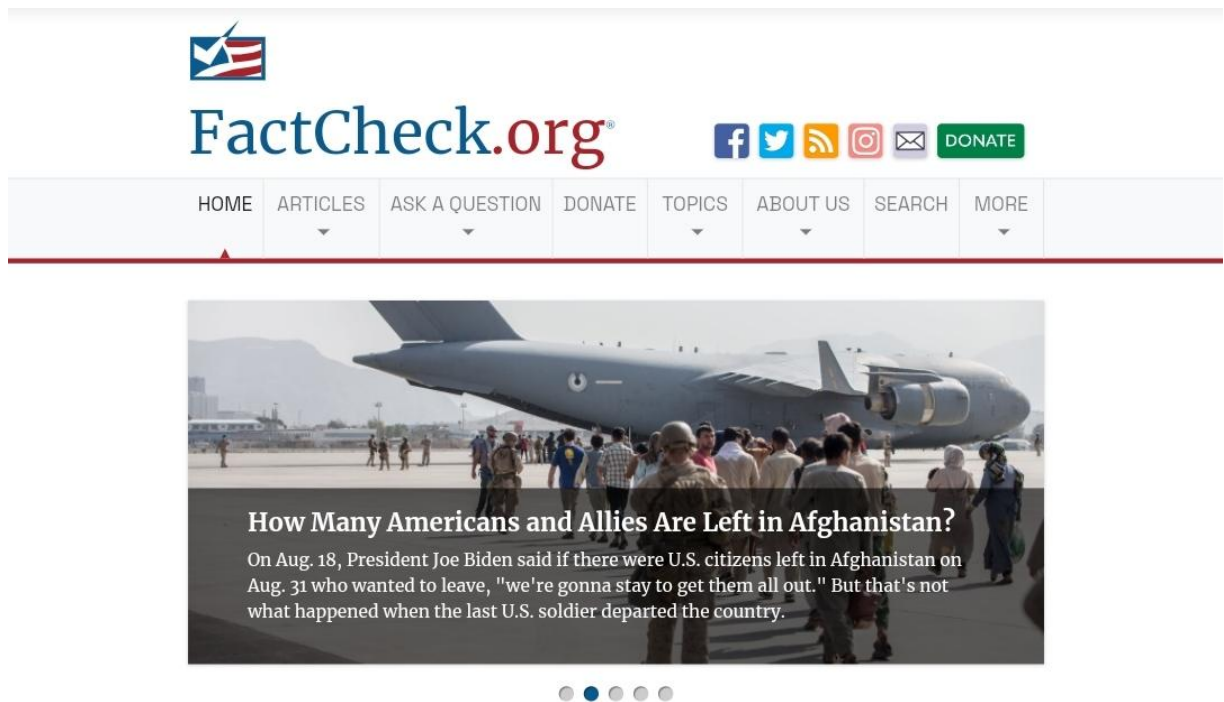 FactCheck.org®
DONATE
HOME ARTICLES ASK A QUESTION DONATE TOPICS ABOUT US SEARCH MORE
How Many Americans and Allies Are Left in Afghanistan?
On Aug. 18, President Joe Biden said if there were U.S. citizens left in Afghanistan on
Aug. 31 who wanted to leave, "we're gonna stay to get them all out." But that's not
what happened when the last U.S. soldier departed the country.